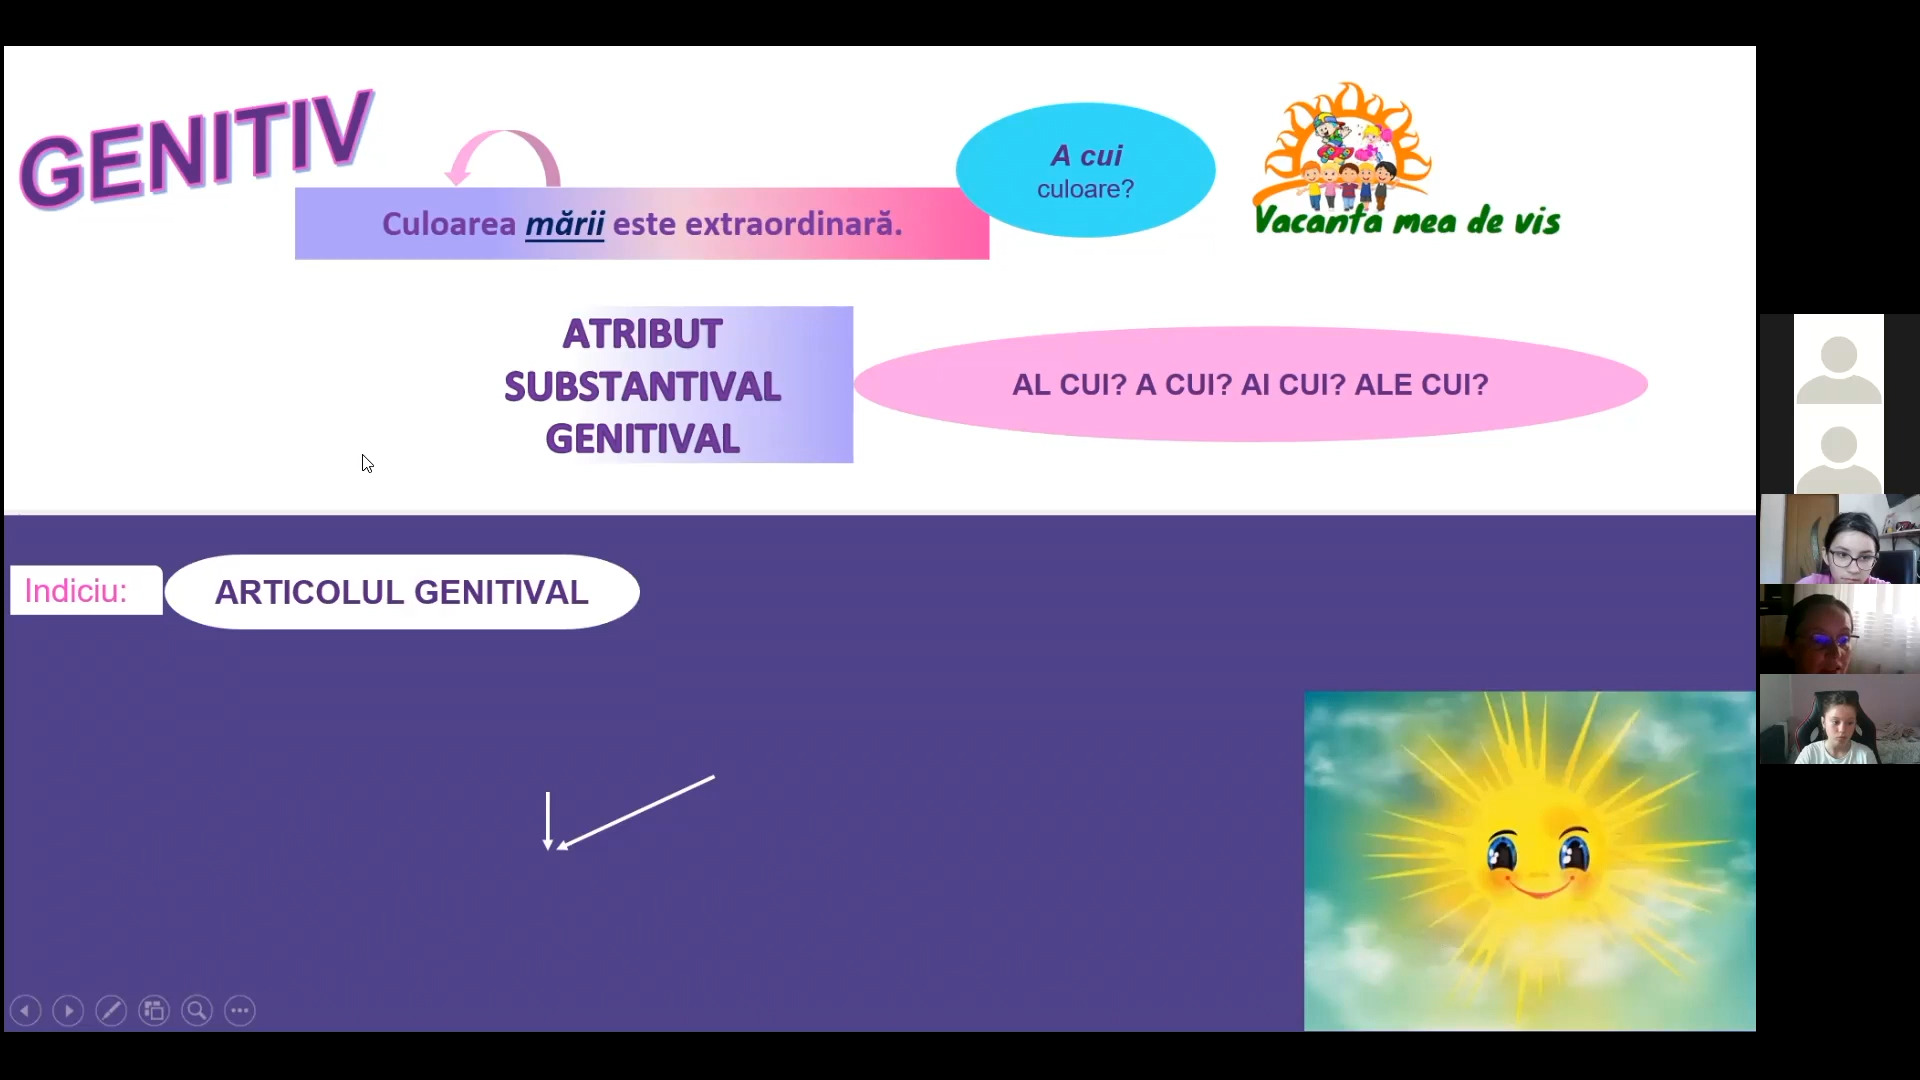 GENITIV
Culoarea mării este extraordinară.
A cui
culoare?
Vacanta mea de vis
ATRIBUT
SUBSTANTIVAL
GENITIVAL
AL CUI? A CUI? AI CUI? ALE CUI?
Indiciu:
ARTICOLUL GENITIVAL